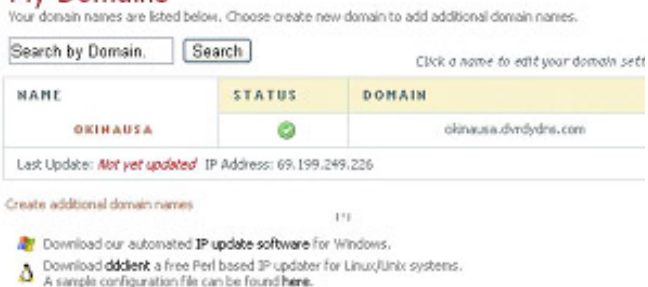 My Domains
Your domain names are listed below. Choose create new domain to add additional domain names.
Search by Domain. Search
Click a name to edit your domain sett
NAME STATUS DOMAIN
OKINAUSA okinausa.dvrdydns.com
Last Update: Not yet updated IP Address: 69.199.249.226
Create additional domain names
Download our automated IP update software for Windows.
Download ddclient a free Perl based IP updater for Linux/Unix systems.
A sample configuration file can be found here.